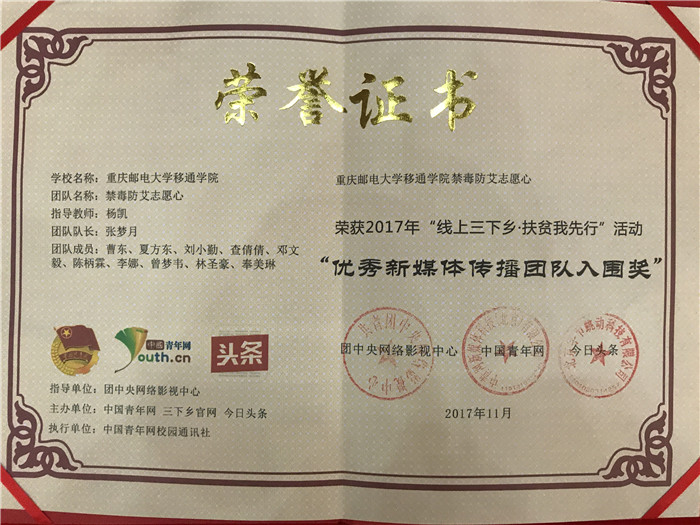 荣誉证书
学校名称：重庆邮电大学移通学院
团队名称：禁毒防艾志愿心
指导教师：杨凯
团队队长：张梦月
团队成员：曹东、夏方东、刘小勤、查倩倩、邓文
毅、陈柄霖、李娜、曾梦韦、林圣豪、奉美琳
中国青年网
Youth.cn
头条
指导单位：团中央网络影视中心
主办单位：中国青年网 三下乡官网 今日头条
执行单位：中国青年网校园通讯社
重庆邮电大学移通学院 禁毒防艾志愿心
荣获2017年“线上三下乡·扶贫我先行”活动
“优秀新媒体传播团队入围奖”
团中央网络影视中心 中国青年网 今日头条
2017年11月